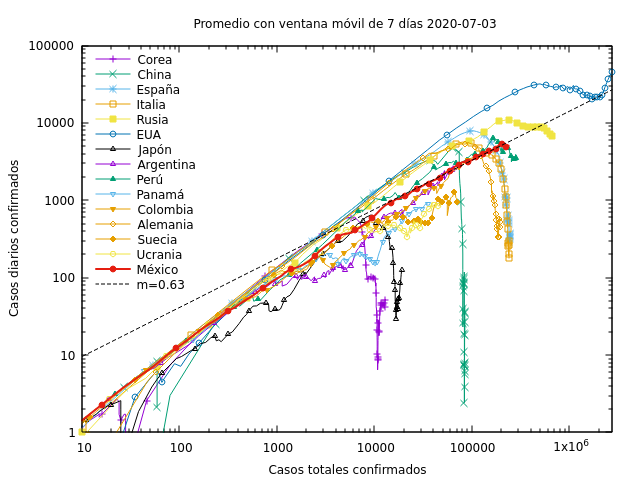 Promedio con ventana móvil de 7 días 2020-07-03
Casos diarios confirmados
100000
10000
1000
100
10
1
Corea
China
España
Italia
Rusia
EUA
Japón
Argentina
Perú
Panamá
Colombia
Alemania
Suecia
Ucrania
México
m=0.63
10 100 1000 10000 100000 1x10⁶
Casos totales confirmados